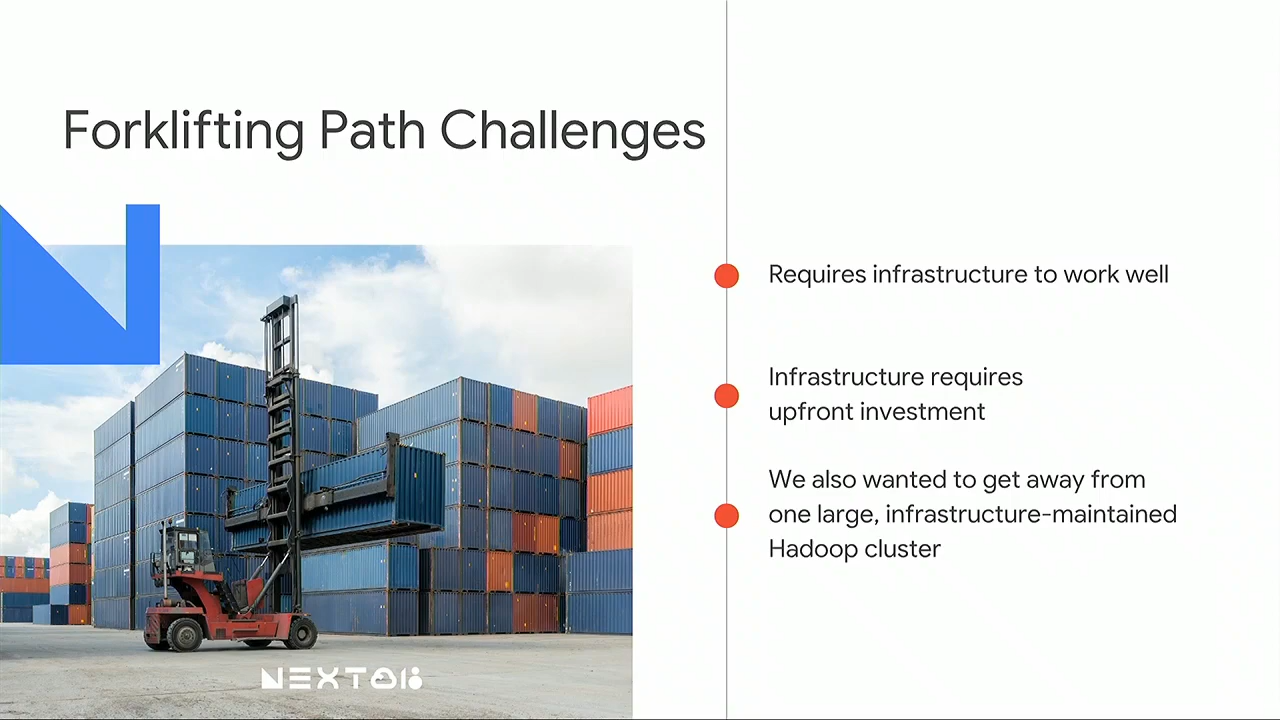 Forklifting Path Challenges
Requires infrastructure to work well
Infrastructure requires
upfront investment
We also wanted to get away from
one large, infrastructure-maintained
Hadoop cluster
NEXT18